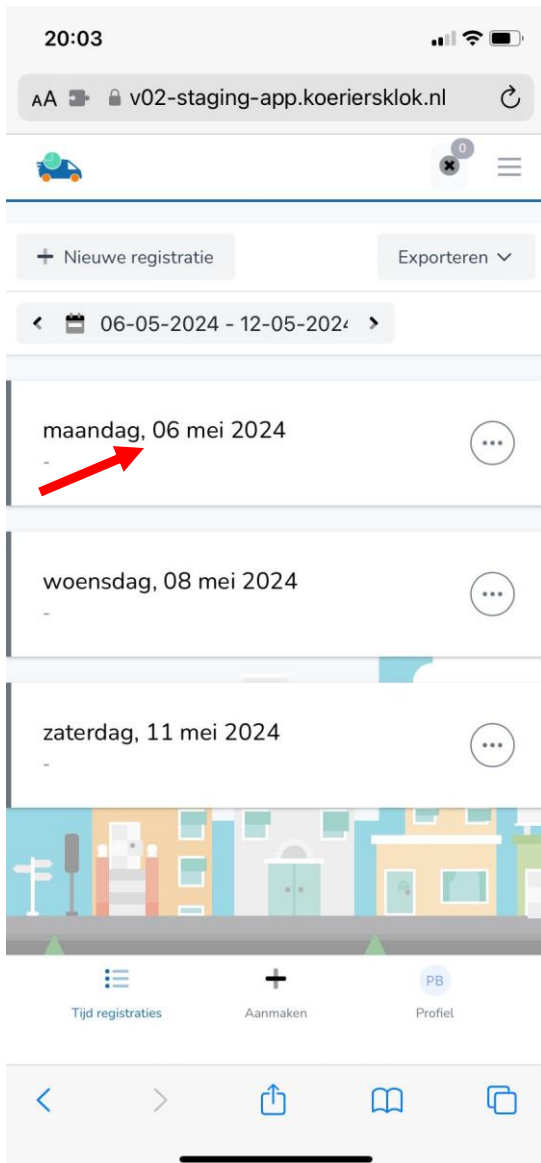 20:03
AA v02-staging-app.koeriersklok.nl
0
+ Nieuwe registratie Exporteren
06-05-2024 - 12-05-202
maandag, 06 mei 2024
-
woensdag, 08 mei 2024
-
zaterdag, 11 mei 2024
-
PB
Tijd registraties Aanmaken Profiel